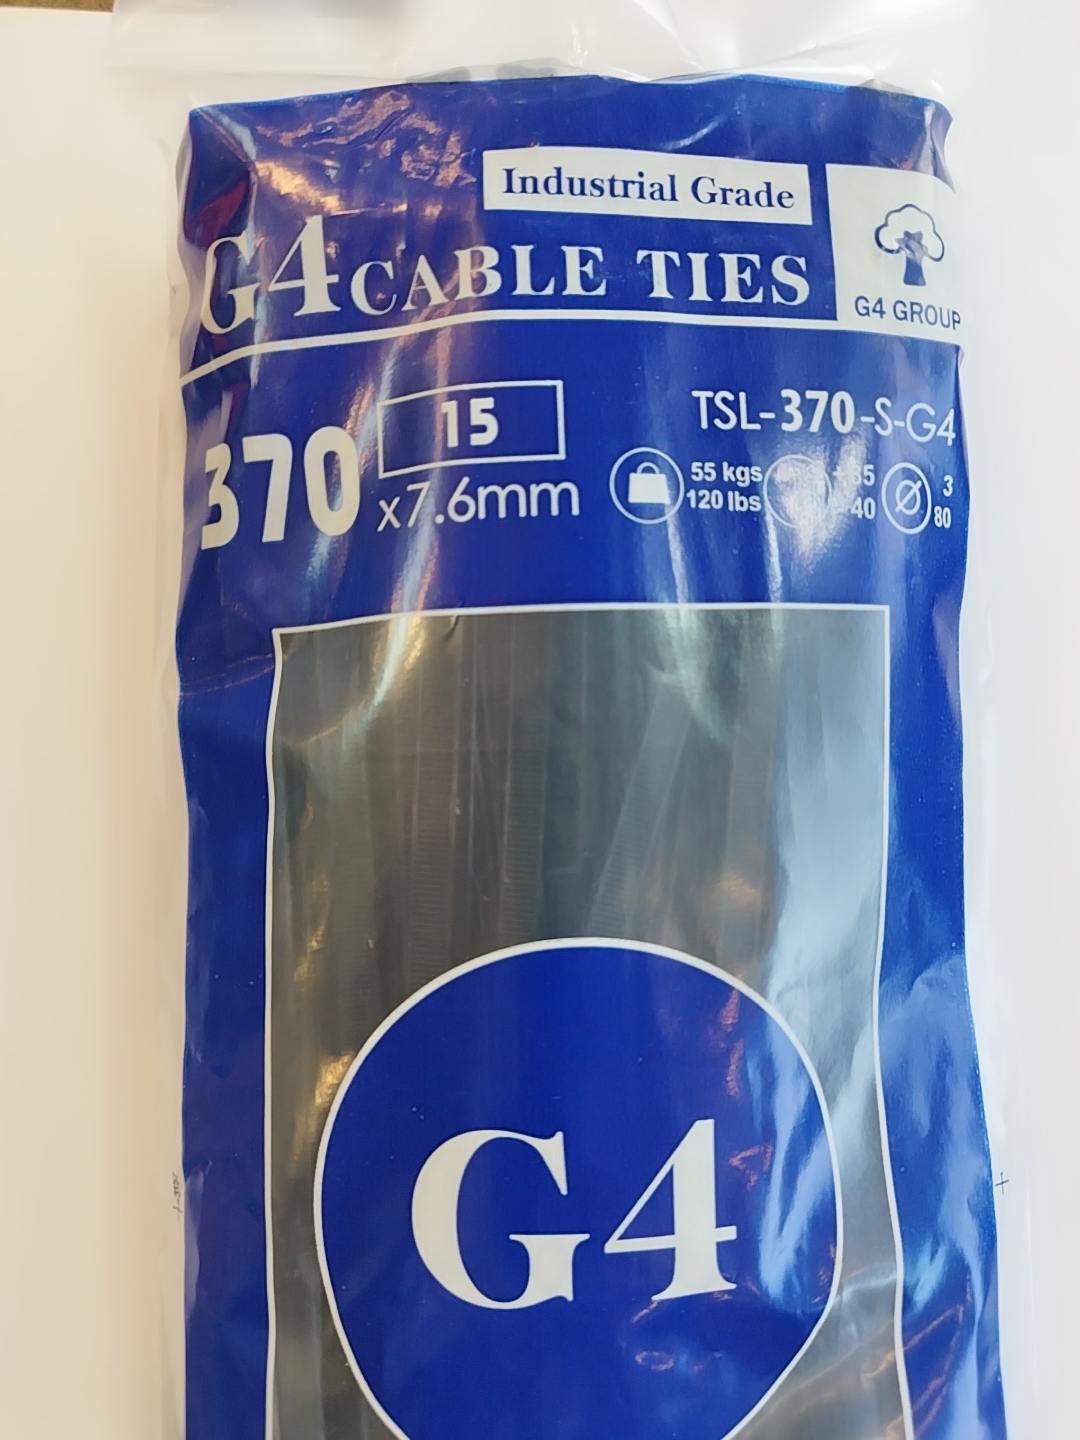 Industrial Grade
G4 CABLE TIES
G4 GROUP
370
15
x7.6mm
TSL-370-S-G4
55 kgs
120 lbs
3
80
G4